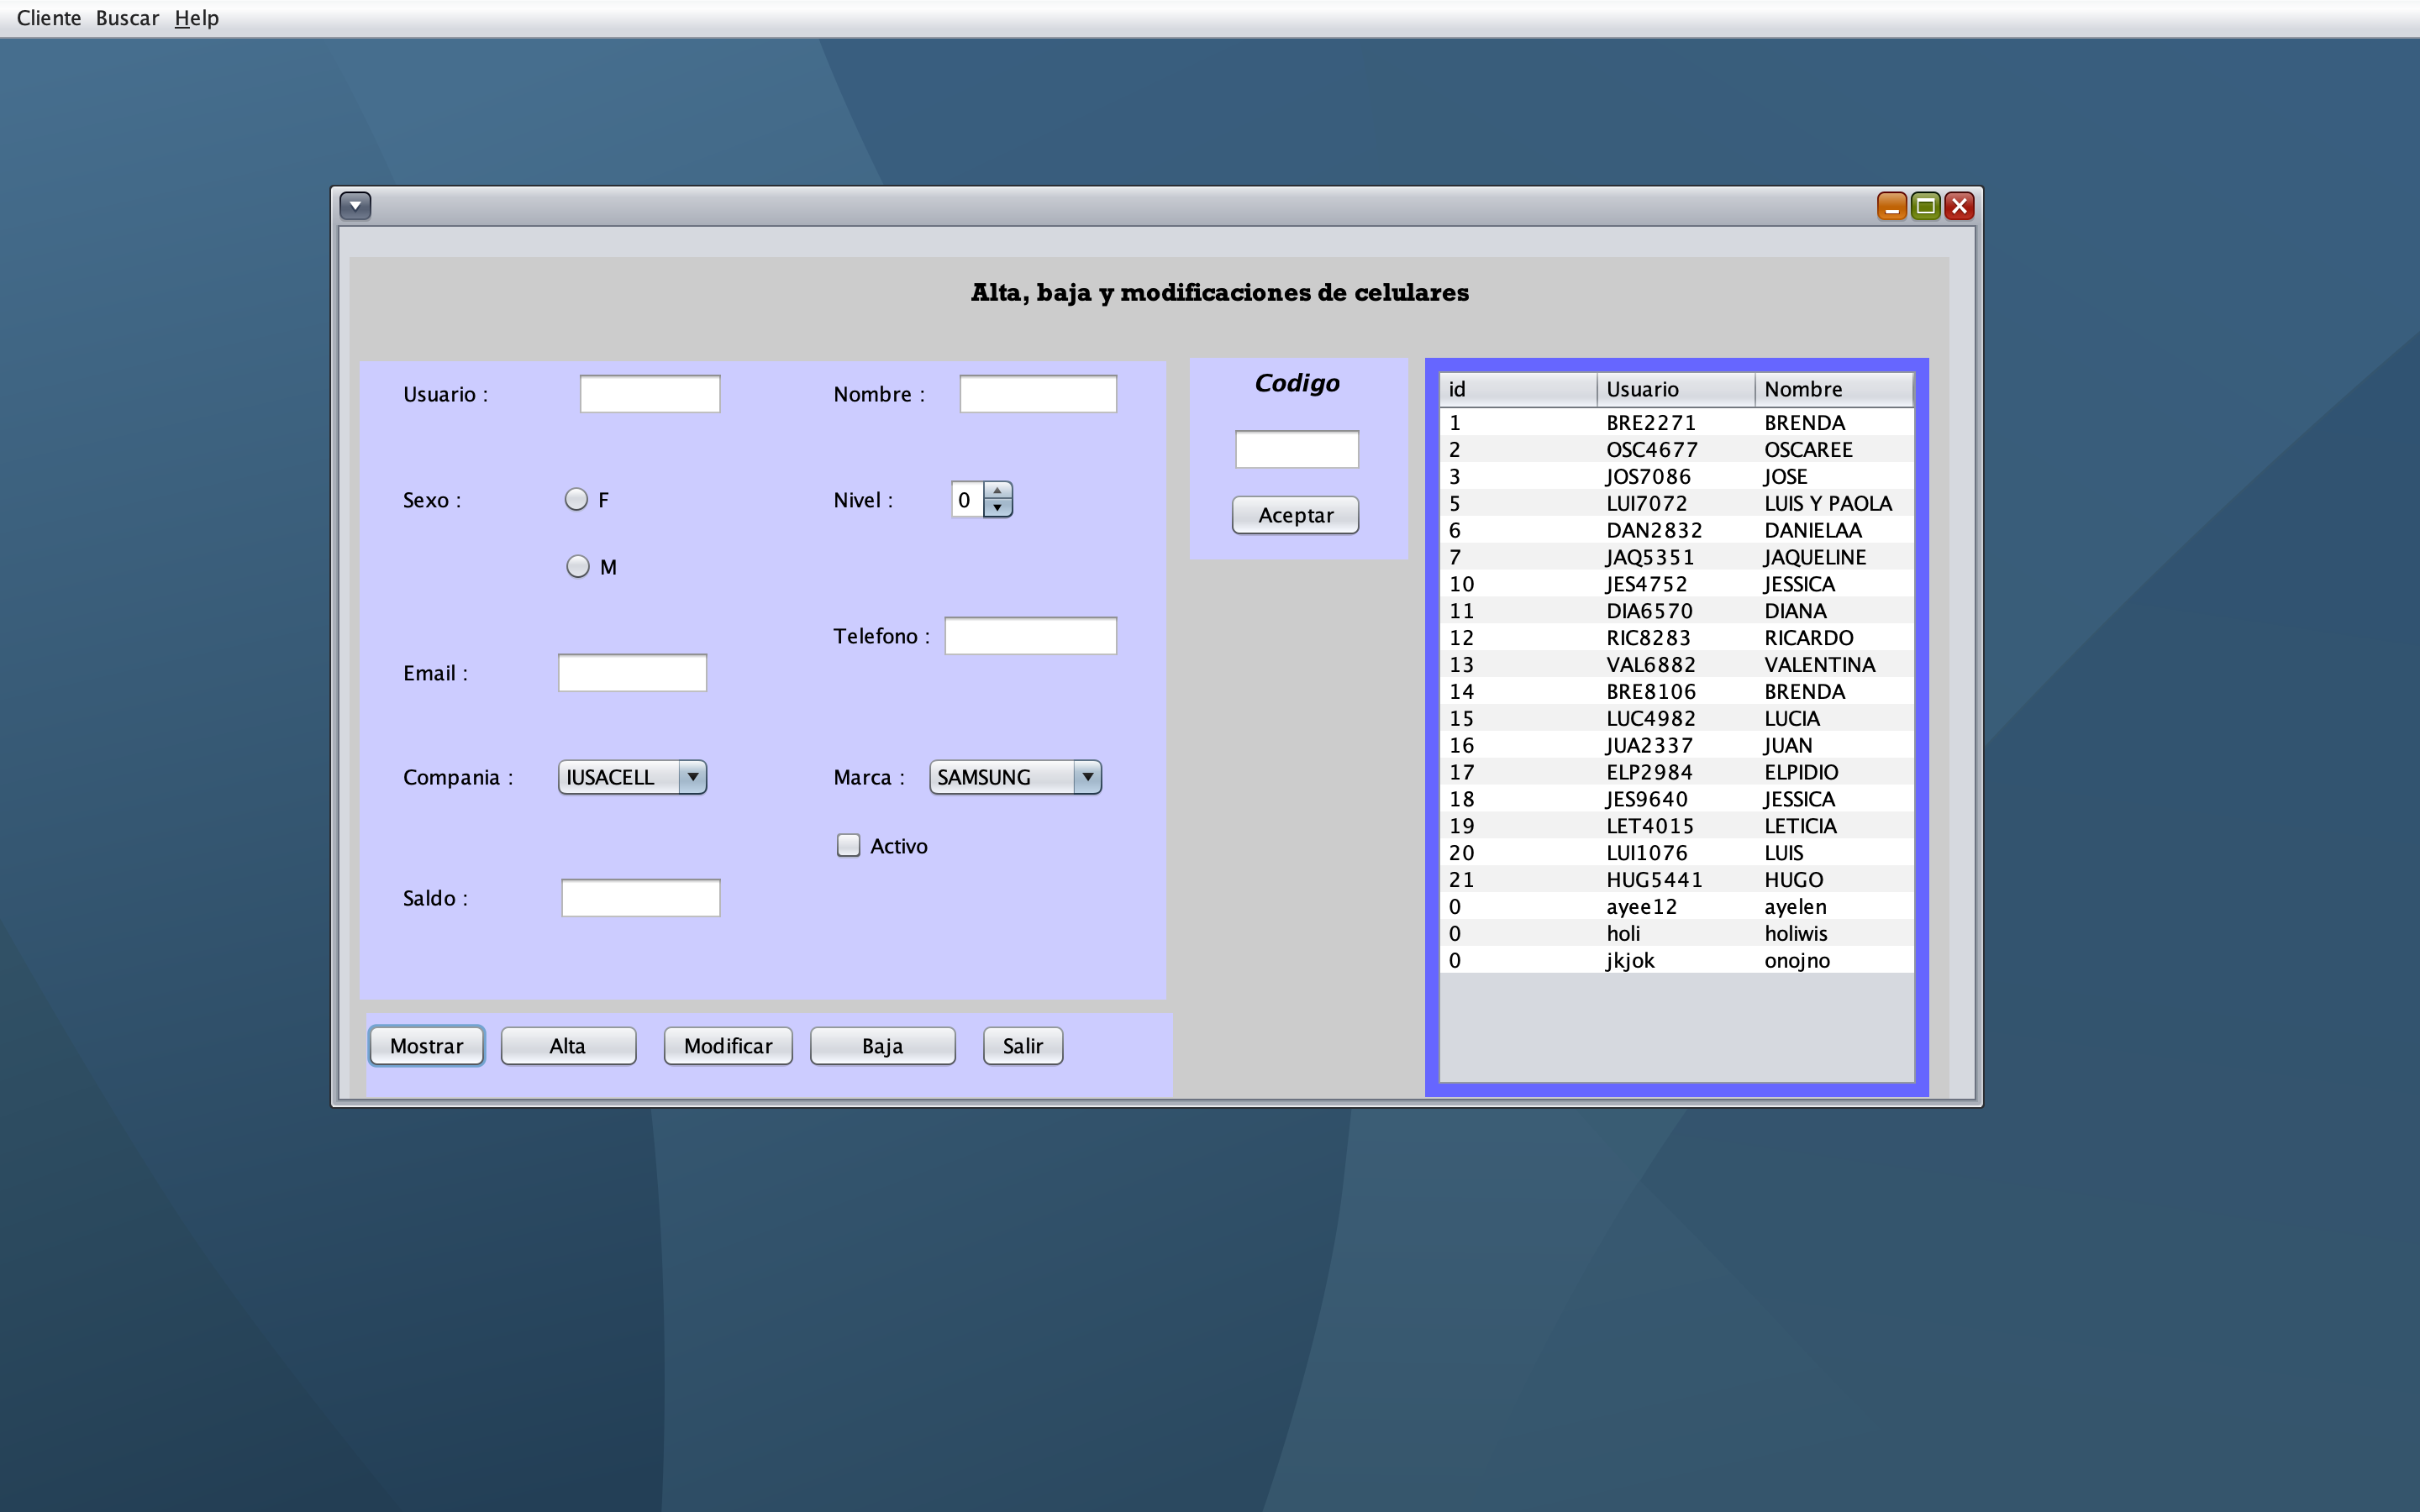 Cliente Buscar Help
Alta, baja y modificaciones de celulares
Usuario :
Nombre :
Sexo :
F
M
Nivel :
0
Telefono :
Email :
Compania :
IUSACELL
Marca :
SAMSUNG
Activo
Saldo :
Mostrar Alta Modificar Baja Salir
Codigo
Aceptar
id Usuario Nombre
1 BRE2271 BRENDA
2 OSC4677 OSCAREE
3 JOS7086 JOSE
5 LUI7072 LUIS Y PAOLA
6 DAN2832 DANIELAA
7 JAQ5351 JAQUELINE
10 JES4752 JESSICA
11 DIA6570 DIANA
12 RIC8283 RICARDO
13 VAL6882 VALENTINA
14 BRE8106 BRENDA
15 LUC4982 LUCIA
16 JUA2337 JUAN
17 ELP2984 ELPIDIO
18 JES9640 JESSICA
19 LET4015 LETICIA
20 LUI1076 LUIS
21 HUG5441 HUGO
0 ayee12 ayelen
0 holi holiwis
0 jkjok onojno